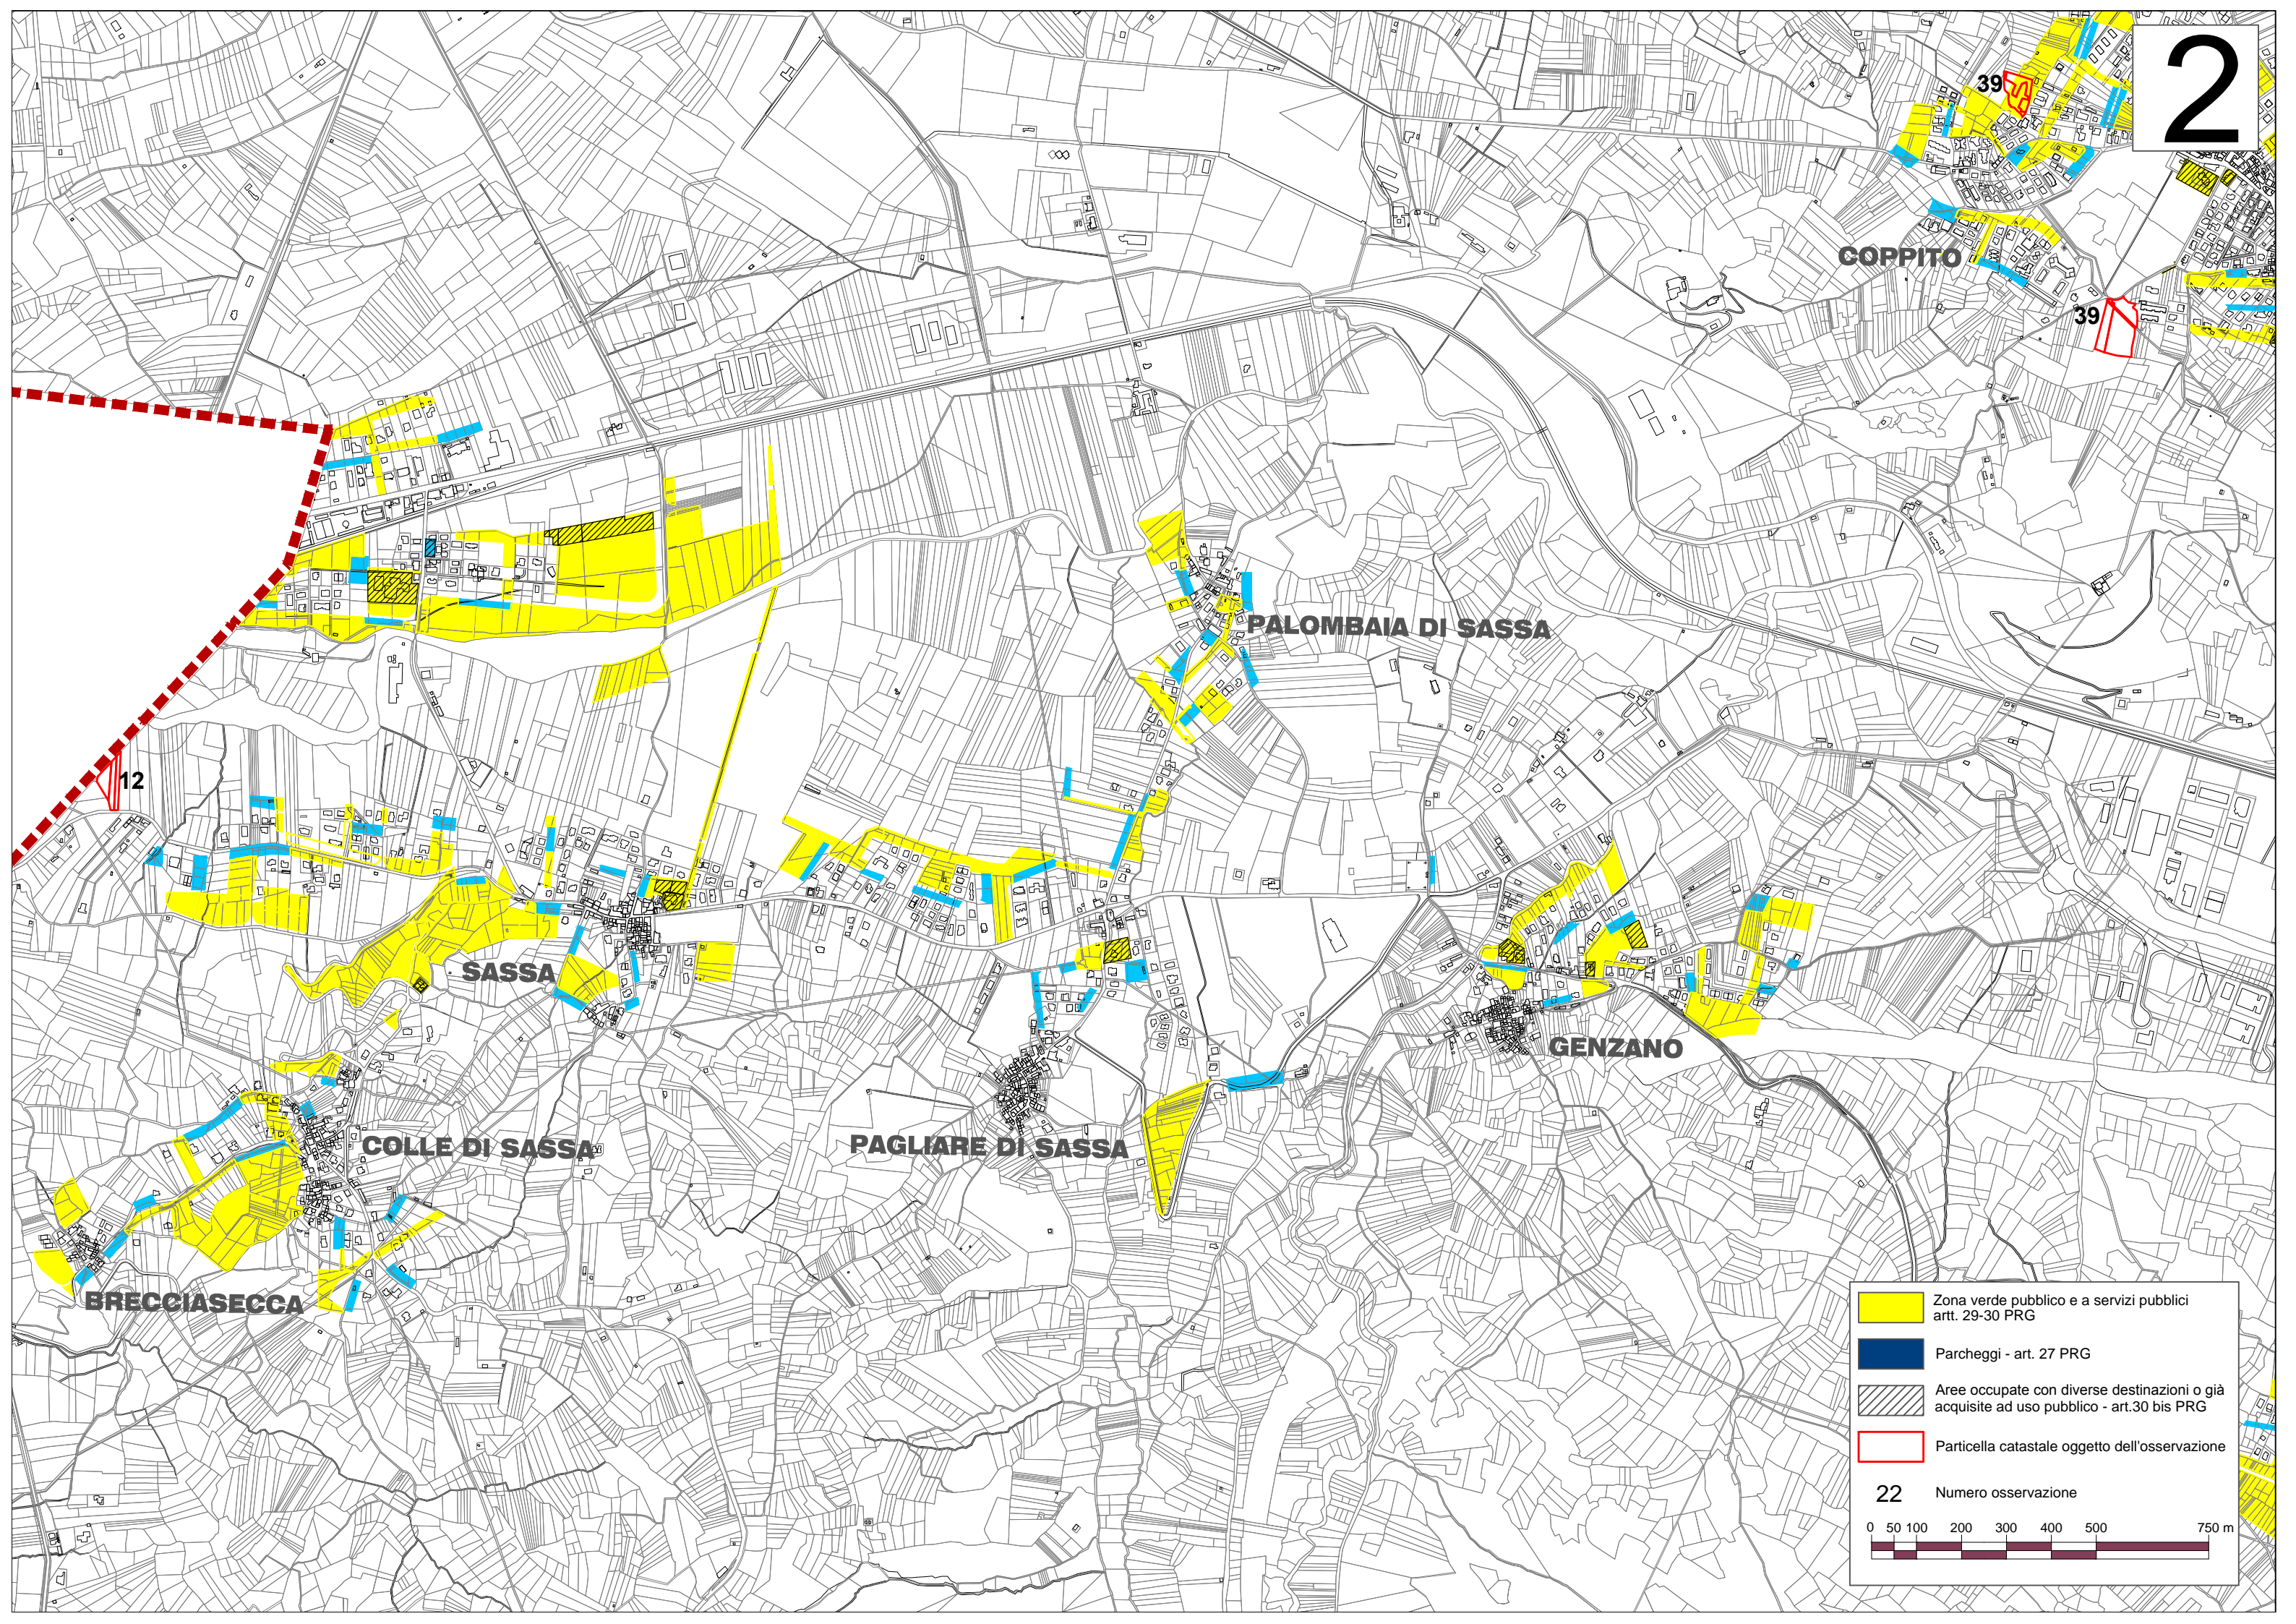 2
39
COPPITO
39
PALOMBAIA DI SASSA
12
SASSA
GENZANO
COLLE DI SASSA
PAGLIARE DI SASSA
BRECCIASECCA
Zona verde pubblico e a servizi pubblici
artt. 29-30 PRG
Parcheggi - art. 27 PRG
Aree occupate con diverse destinazioni o già
acquisite ad uso pubblico - art.30 bis PRG
Particella catastale oggetto dell'osservazione
22 Numero osservazione
0 50 100 200 300 400 500 750 m